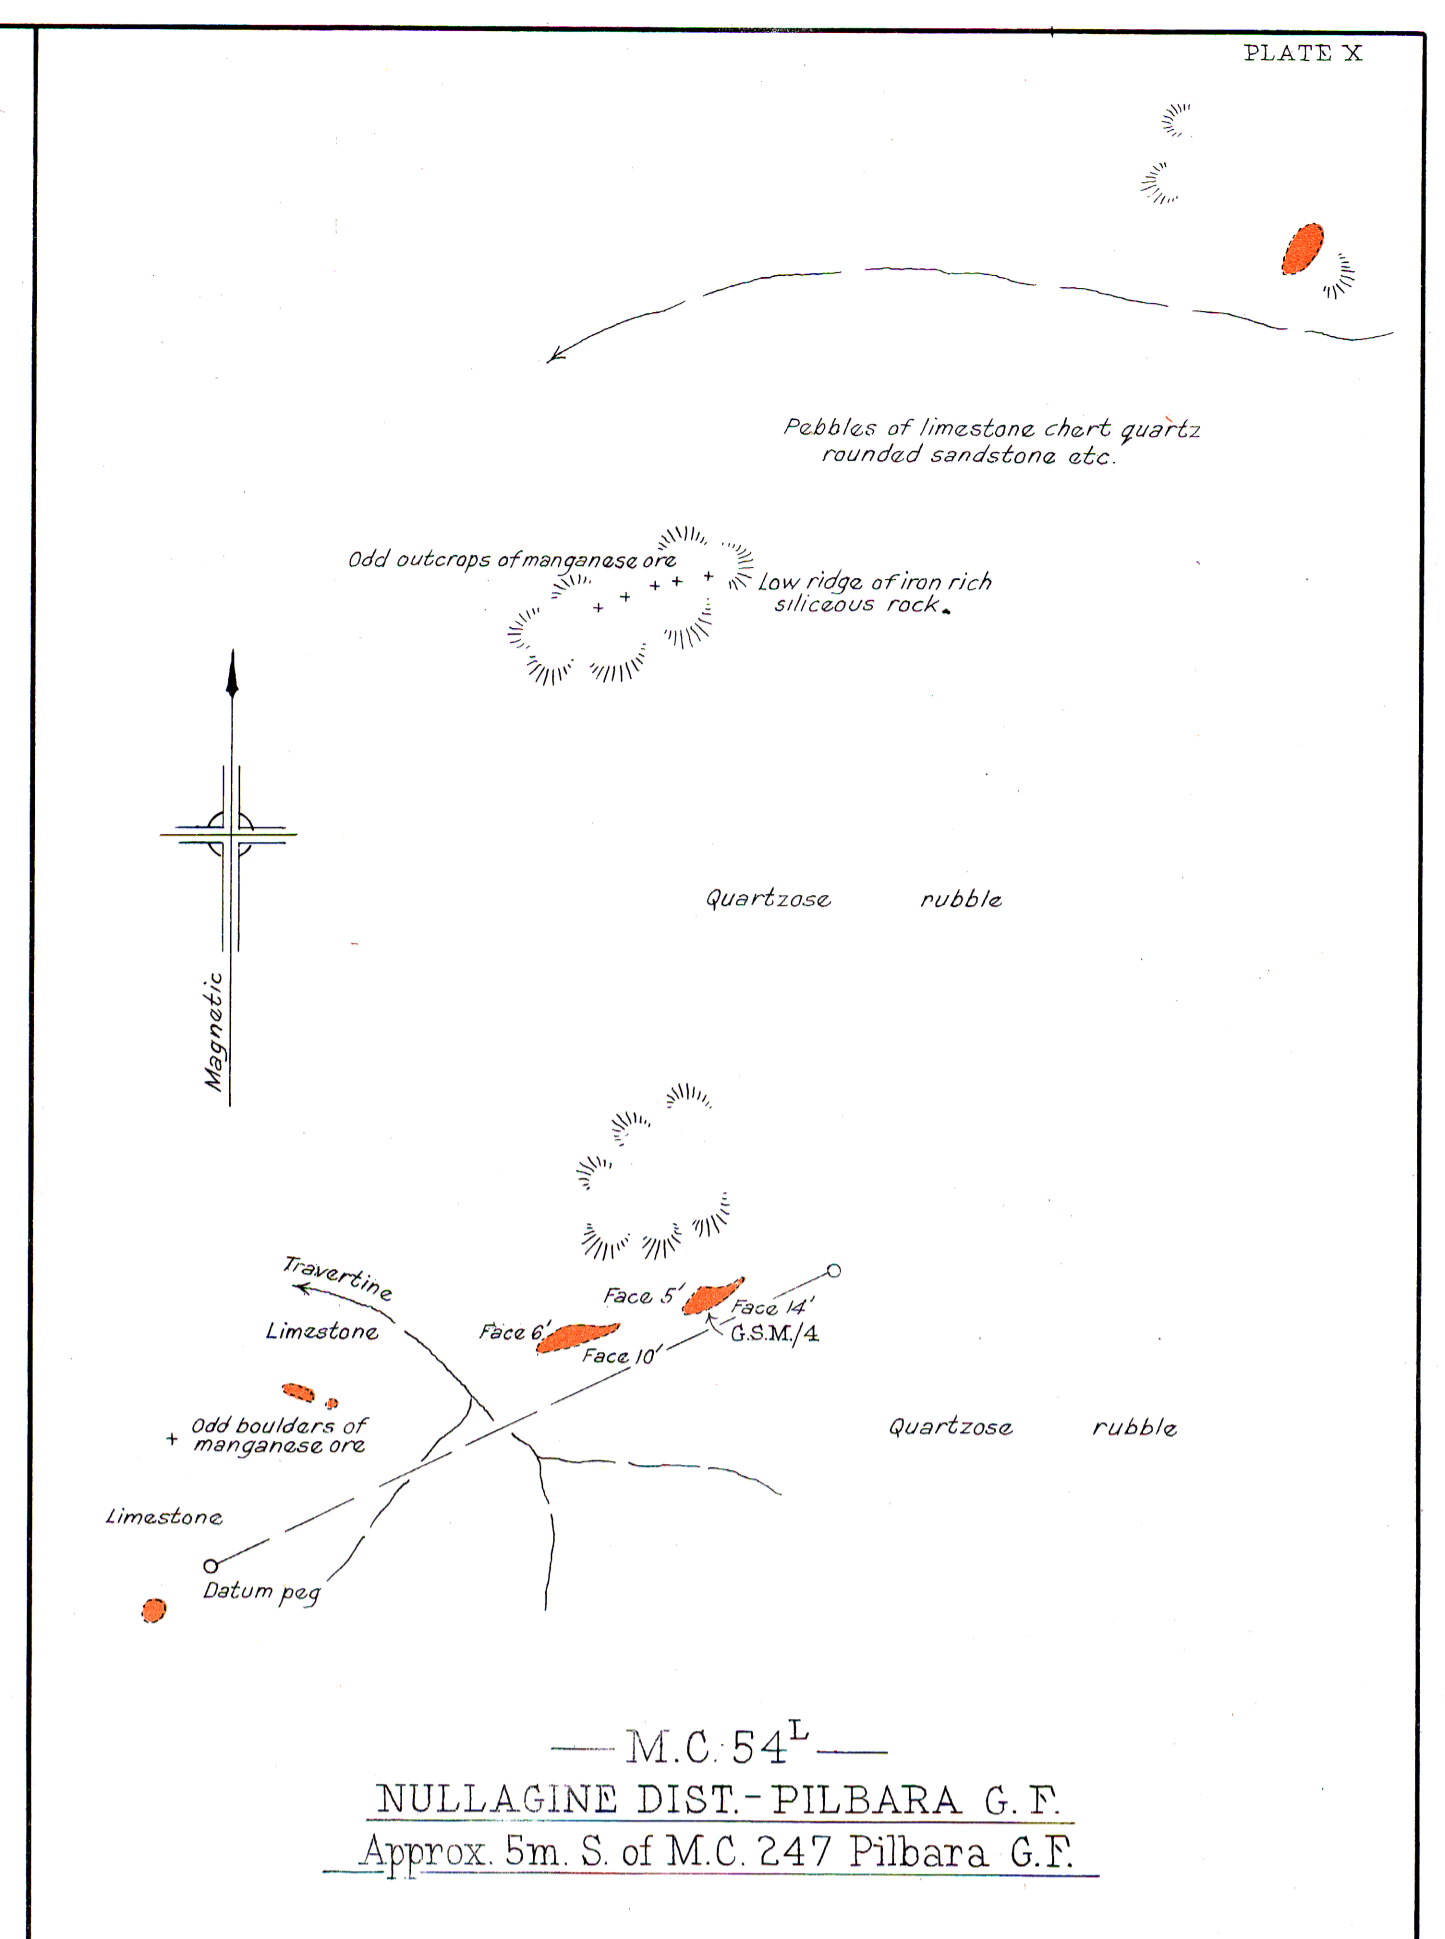 PLATE X
Pebbles of limestone chert quartz
rounded sandstone etc.
Odd outcrops of manganese ore
Low ridge of iron rich
siliceous rock.
Magnetic
Quartzose rubble
Travertine
Limestone
Face 5'
Face 14'
G.S.M./4
Face 6'
Face 10'
Odd boulders of
manganese ore
Quartzose rubble
Limestone
Datum peg
— M.C. 54L —
NULLAGINE DIST.- PILBARA G. F.
Approx. 5m. S. of M.C. 247 Pilbara G.F.